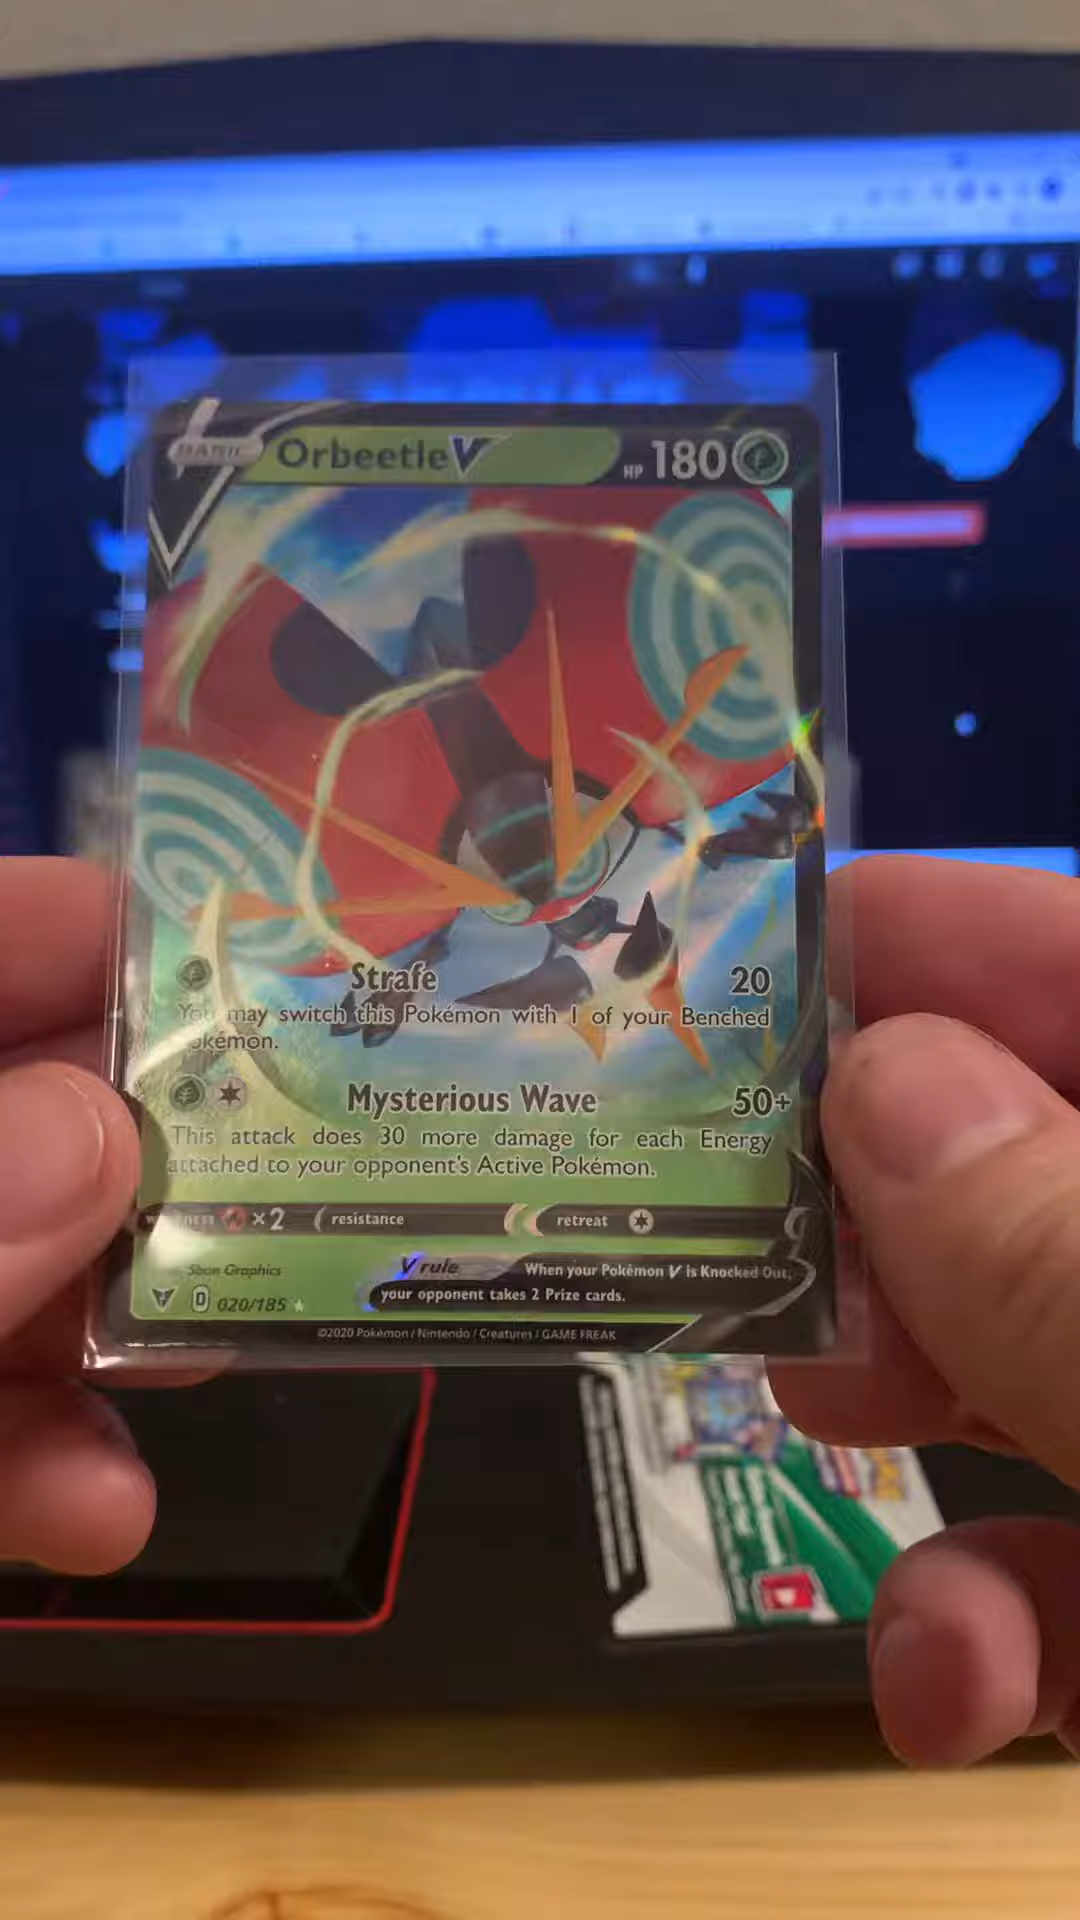 BASIC Orbeetle V HP 180
Strafe 20
You may switch this Pokémon with 1 of your Benched
okémon.
Mysterious Wave 50+
This attack does 30 more damage for each Energy
attached to your opponent's Active Pokémon.
×2 resistance retreat
5ban Graphics V rule When your Pokémon V is Knocked Out,
D 020/185 your opponent takes 2 Prize cards.
©2020 Pokémon / Nintendo / Creatures / GAME FREAK